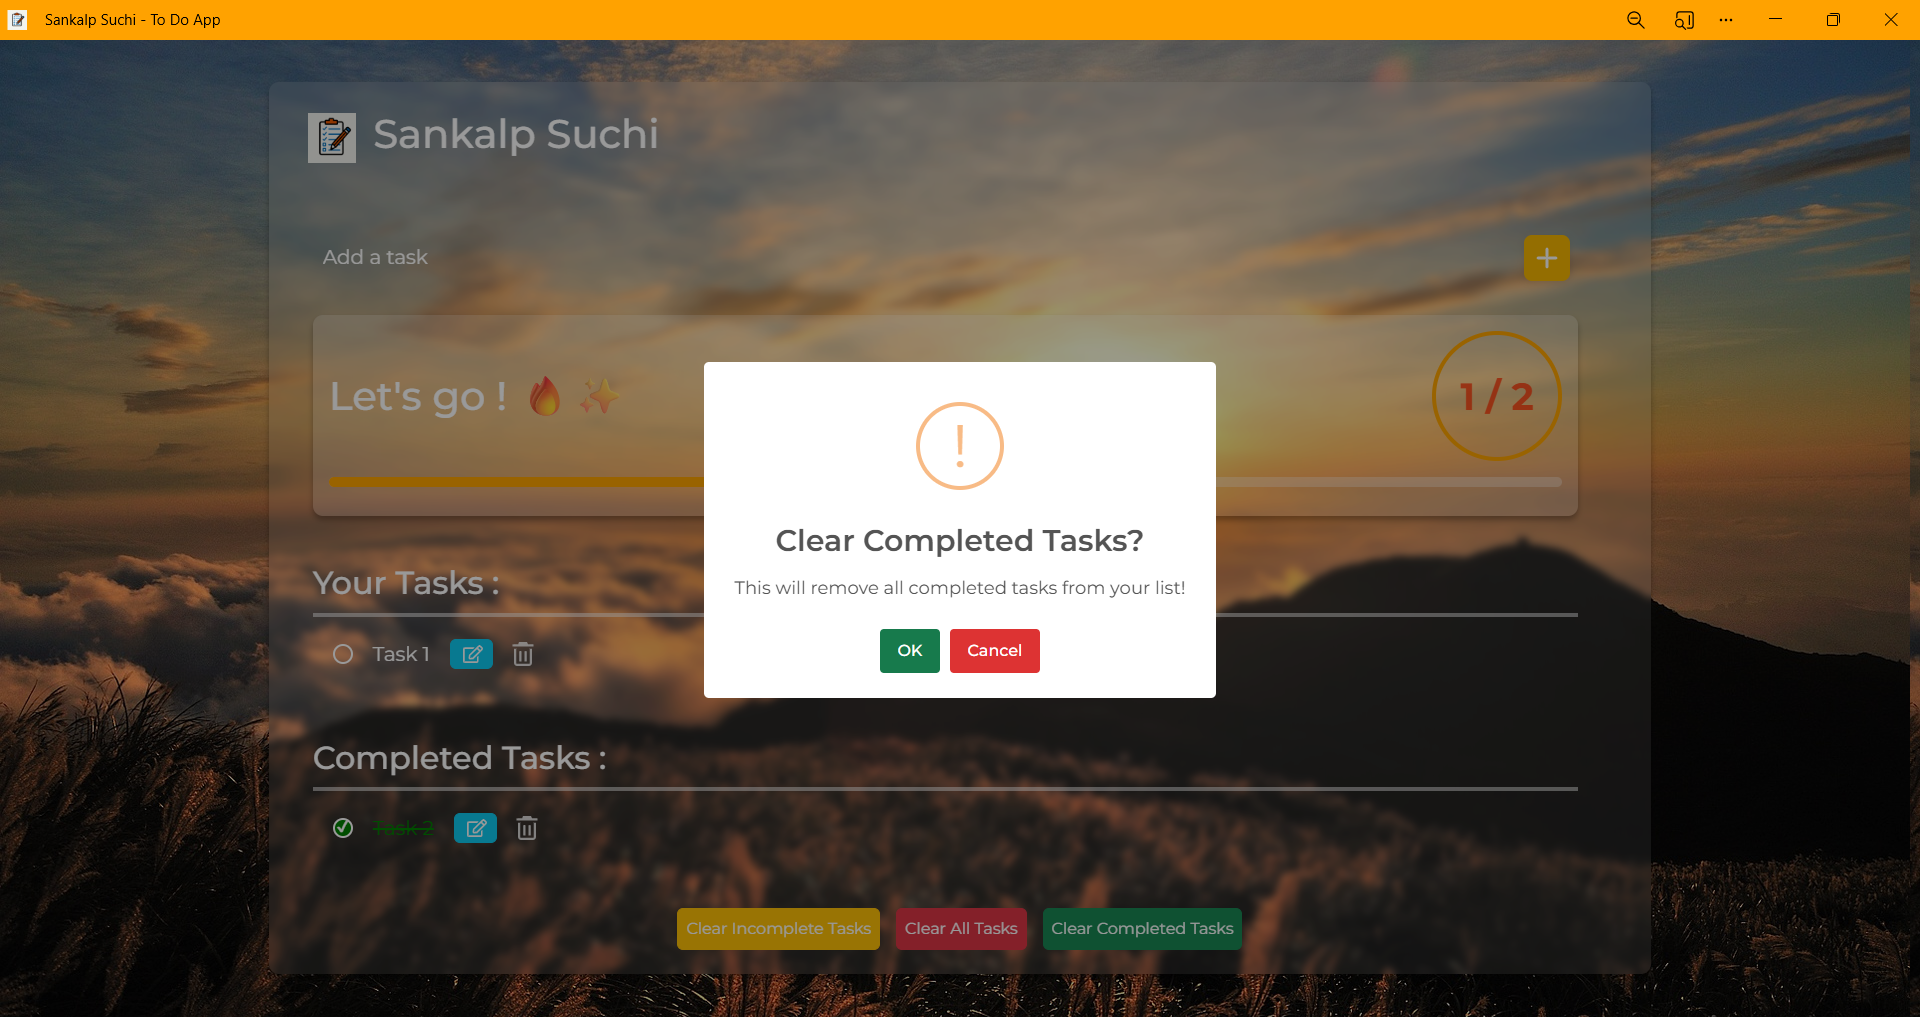 Sankalp Suchi - To Do App
Sankalp Suchi
Add a task
Let's go ! 🔥 ✨
1 / 2
Clear Completed Tasks?
This will remove all completed tasks from your list!
OK Cancel
Your Tasks :
Task 1
Completed Tasks :
Task 2
Clear Incomplete Tasks Clear All Tasks Clear Completed Tasks